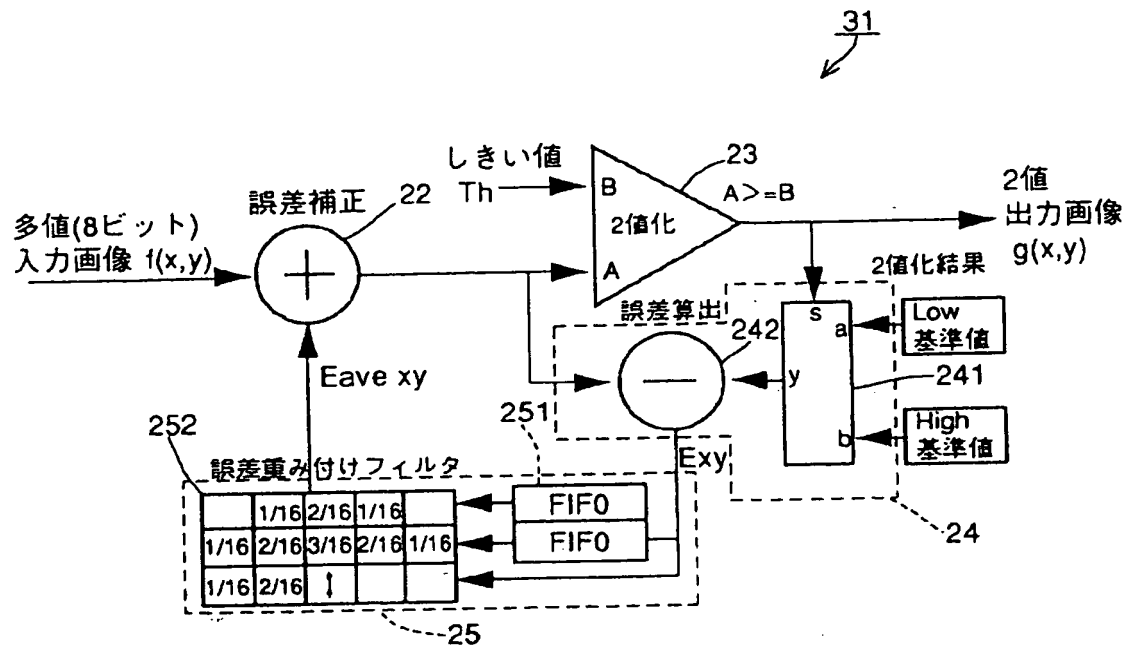 31
しきい値
Th
23
A>=B
B
2値化
A
2値
出力画像
g(x,y)
誤差補正
22
多値(8ビット)
入力画像 f(x,y)
2値化結果
誤差算出
242
s
a
y
b
Low
基準値
241
High
基準値
Eave xy
251
Exy
24
252
誤差重み付けフィルタ
FIFO
FIFO
1/16 2/16 1/16
1/16 2/16 3/16 2/16 1/16
1/16 2/16
25